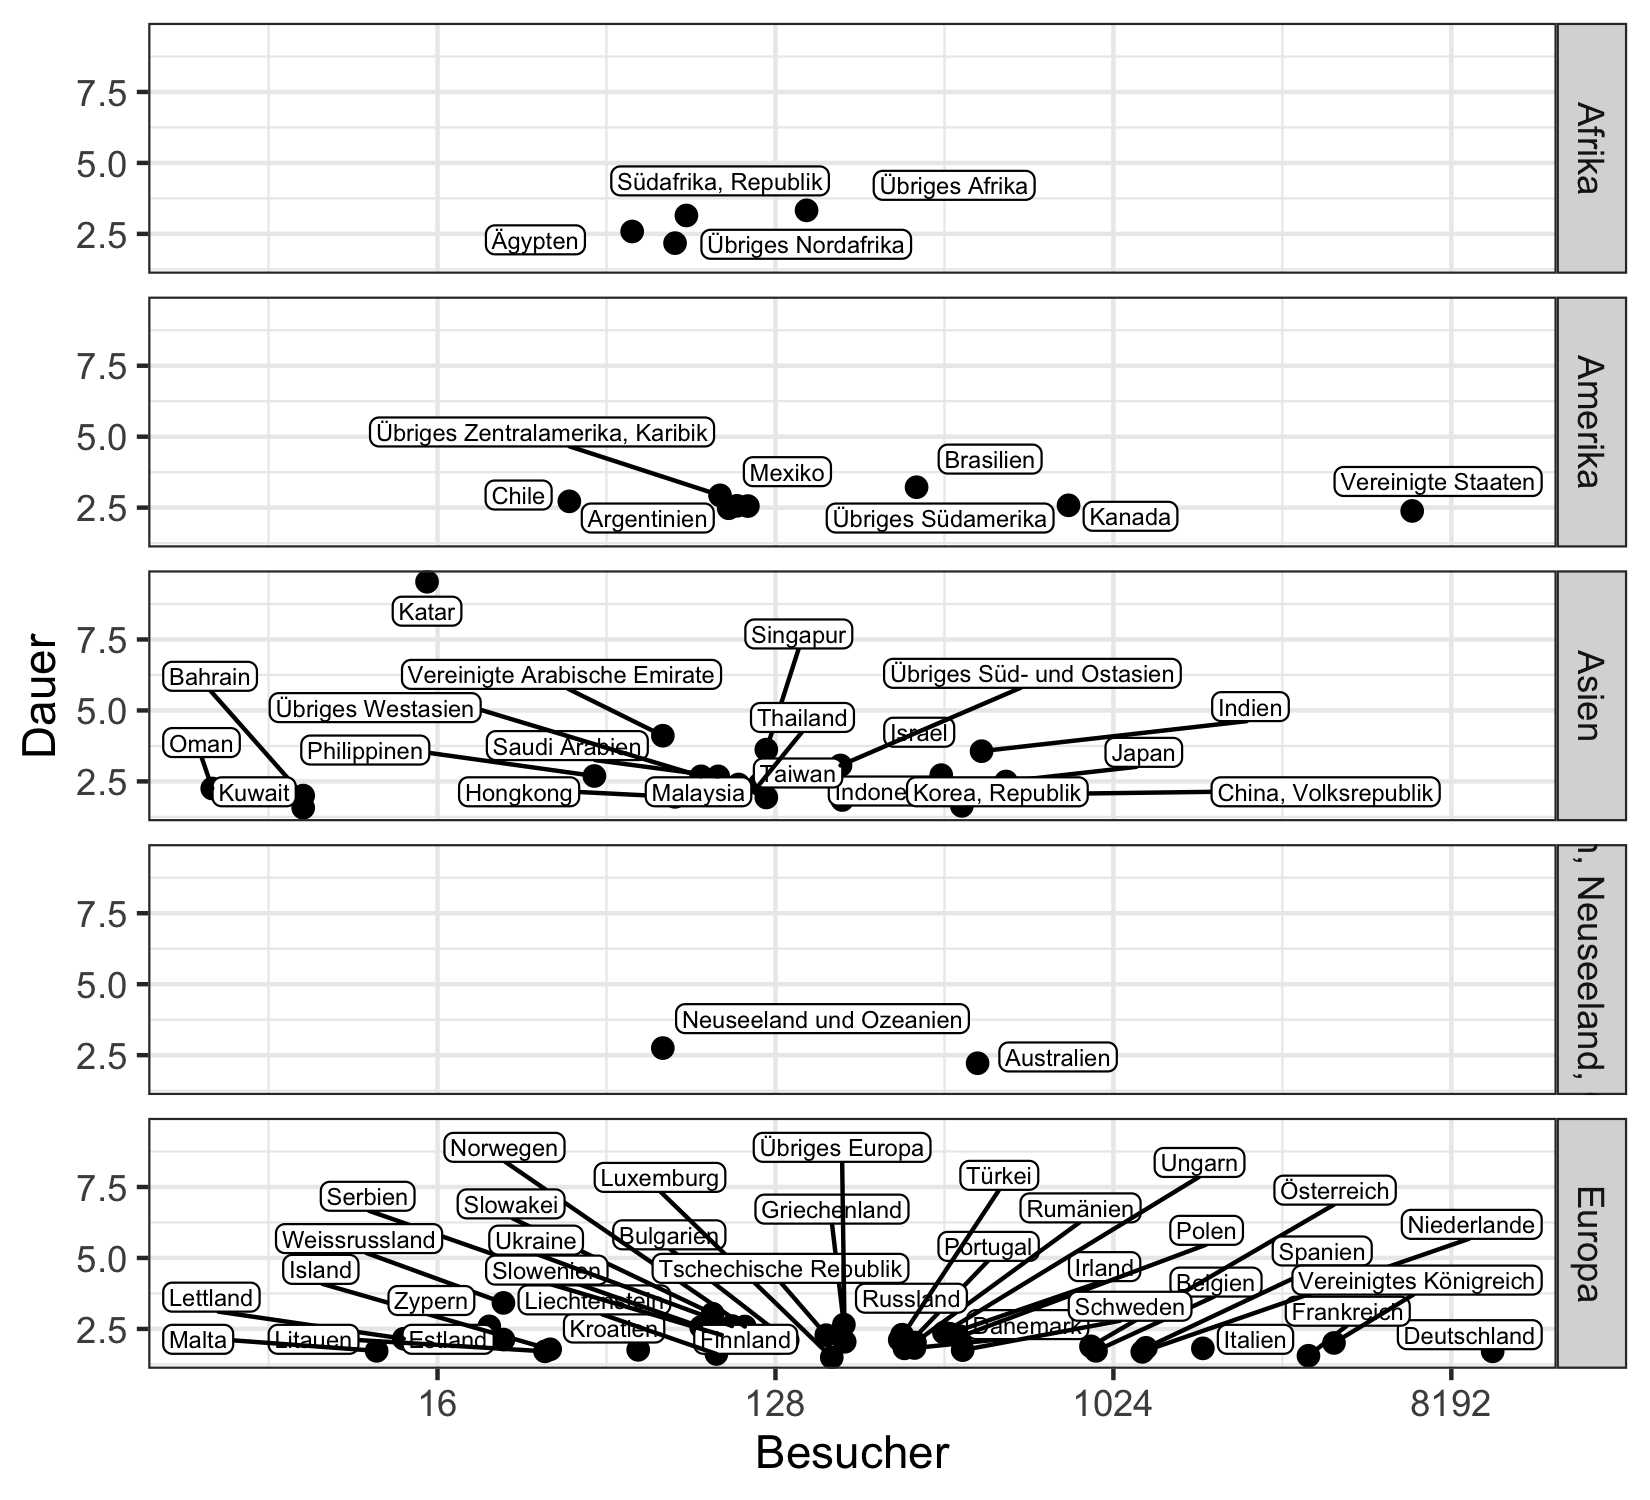 7.5
5.0
2.5
Südafrika, Republik
Übriges Afrika
Ägypten
Übriges Nordafrika
Afrika
7.5
5.0
2.5
Übriges Zentralamerika, Karibik
Mexiko
Brasilien
Vereinigte Staaten
Chile
Argentinien
Übriges Südamerika
Kanada
Amerika
7.5
5.0
2.5
Katar
Singapur
Bahrain
Vereinigte Arabische Emirate
Übriges Süd- und Ostasien
Übriges Westasien
Thailand
Indien
Oman
Philippinen
Saudi Arabien
Israel
Japan
Taiwan
Kuwait
Hongkong
Malaysia
Indone
Korea, Republik
China, Volksrepublik
Asien
Dauer
7.5
5.0
2.5
Neuseeland und Ozeanien
Australien
, Neuseeland,
7.5
5.0
2.5
Norwegen
Übriges Europa
Ungarn
Luxemburg
Türkei
Serbien
Slowakei
Österreich
Griechenland
Rumänien
Niederlande
Weissrussland
Ukraine
Bulgarien
Portugal
Polen
Spanien
Island
Slowenien
Tschechische Republik
Irland
Belgien
Vereinigtes Königreich
Lettland
Zypern
Liechtenstein
Russland
Schweden
Frankreich
Malta
Litauen
Estland
Kroatien
Finnland
Dänemark
Italien
Deutschland
Europa
16
128
1024
8192
Besucher